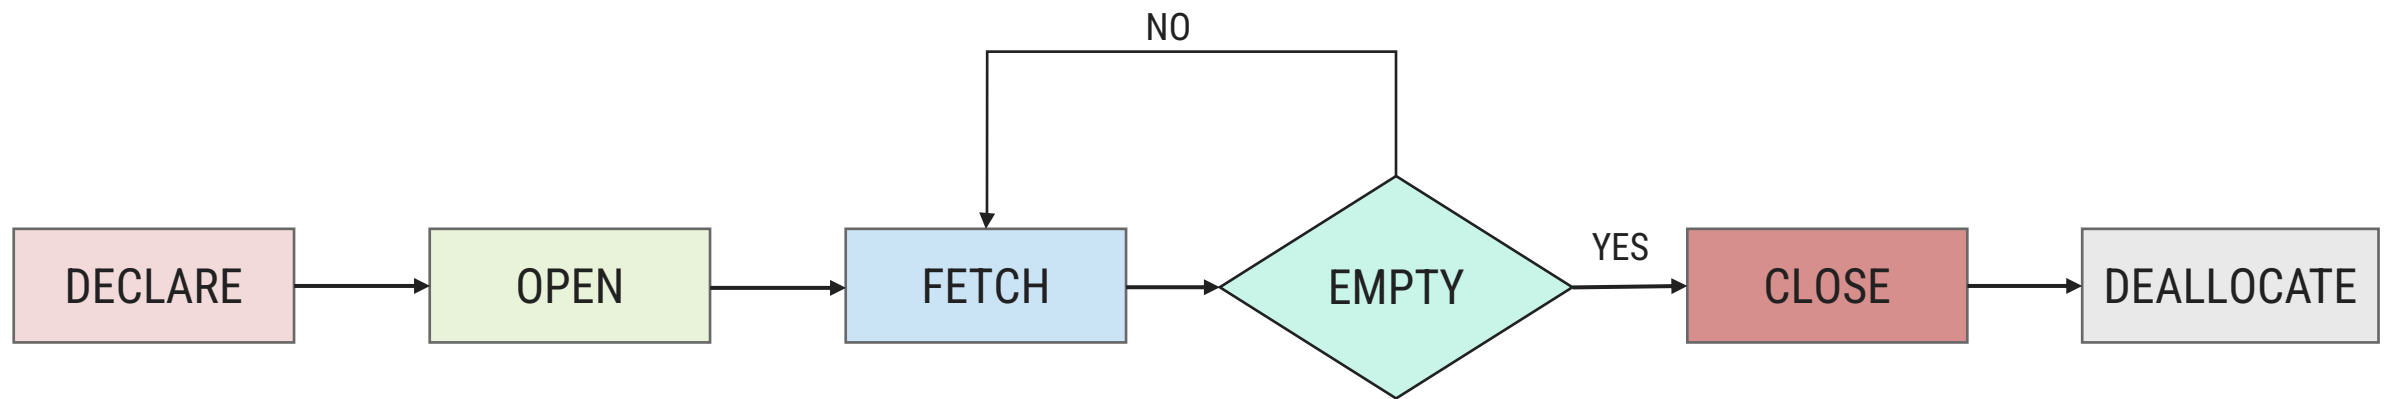 NO
DECLARE
OPEN
FETCH
EMPTY
YES
CLOSE
DEALLOCATE